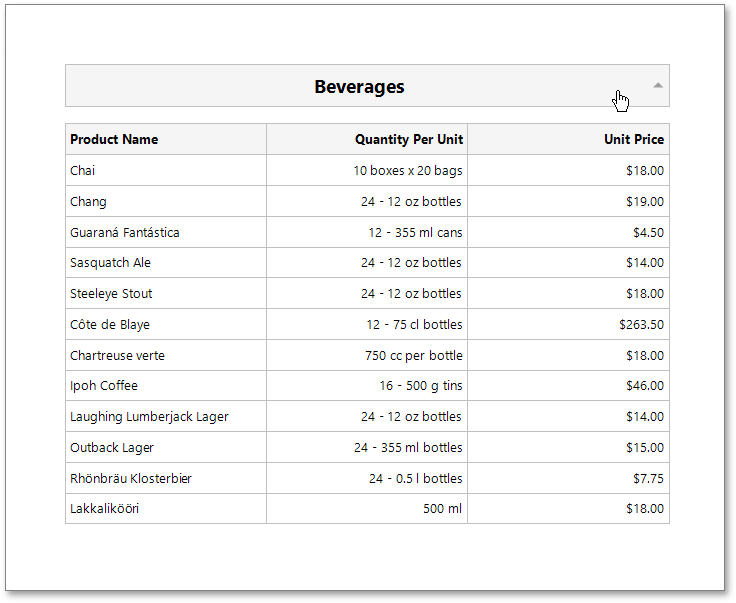 Beverages
Product Name Quantity Per Unit Unit Price
Chai 10 boxes x 20 bags $18.00
Chang 24 - 12 oz bottles $19.00
Guaraná Fantástica 12 - 355 ml cans $4.50
Sasquatch Ale 24 - 12 oz bottles $14.00
Steeleye Stout 24 - 12 oz bottles $18.00
Côte de Blaye 12 - 75 cl bottles $263.50
Chartreuse verte 750 cc per bottle $18.00
Ipoh Coffee 16 - 500 g tins $46.00
Laughing Lumberjack Lager 24 - 12 oz bottles $14.00
Outback Lager 24 - 355 ml bottles $15.00
Rhönbräu Klosterbier 24 - 0.5 l bottles $7.75
Lakkalikööri 500 ml $18.00